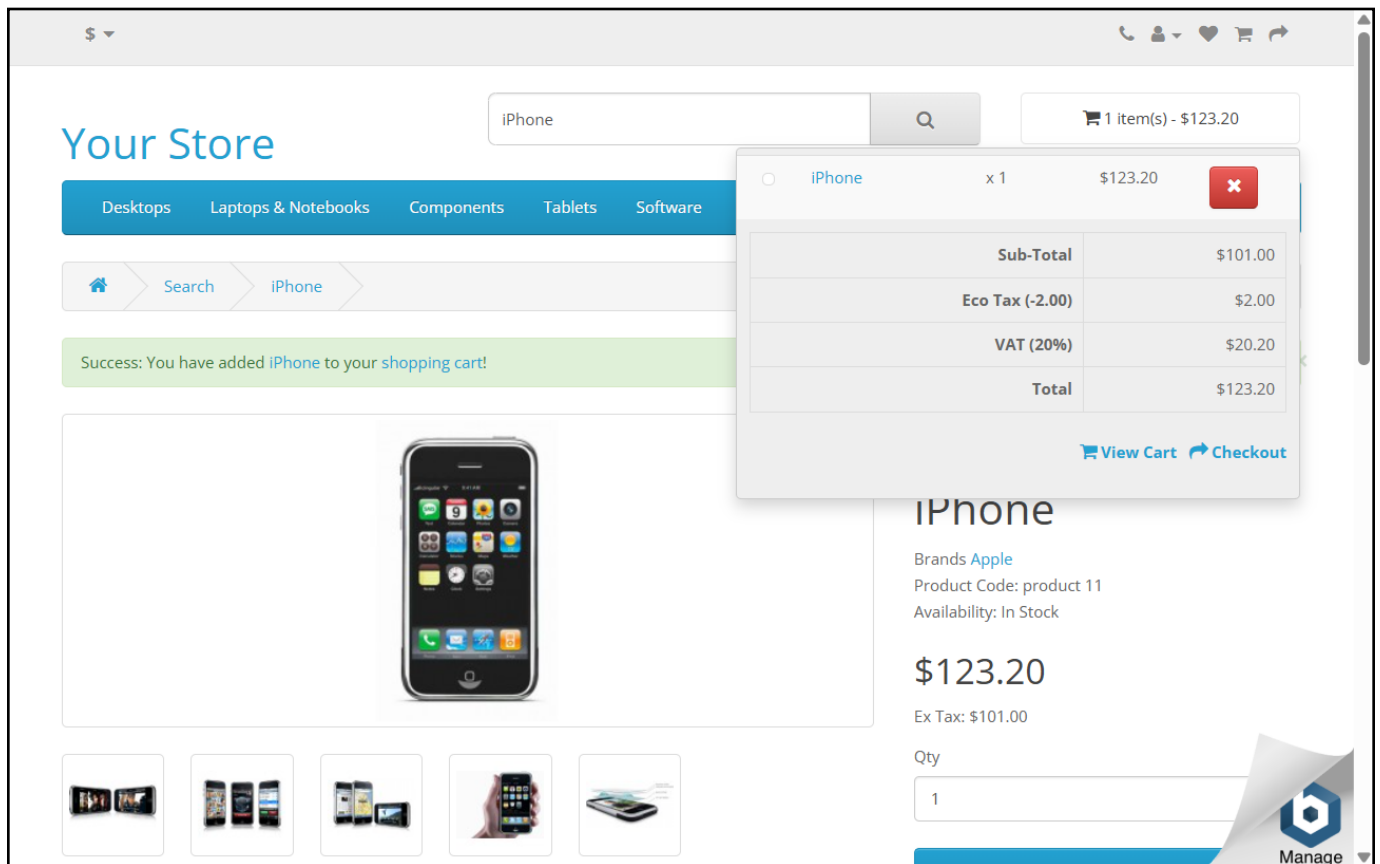 $
iPhone
1 item(s) - $123.20
Your Store
iPhone x 1 $123.20
Desktops Laptops & Notebooks Components Tablets Software
Sub-Total $101.00
Eco Tax (-2.00) $2.00
VAT (20%) $20.20
Total $123.20
View Cart Checkout
Search iPhone
Success: You have added iPhone to your shopping cart!
iPhone
Brands Apple
Product Code: product 11
Availability: In Stock
$123.20
Ex Tax: $101.00
Qty
1
Manage